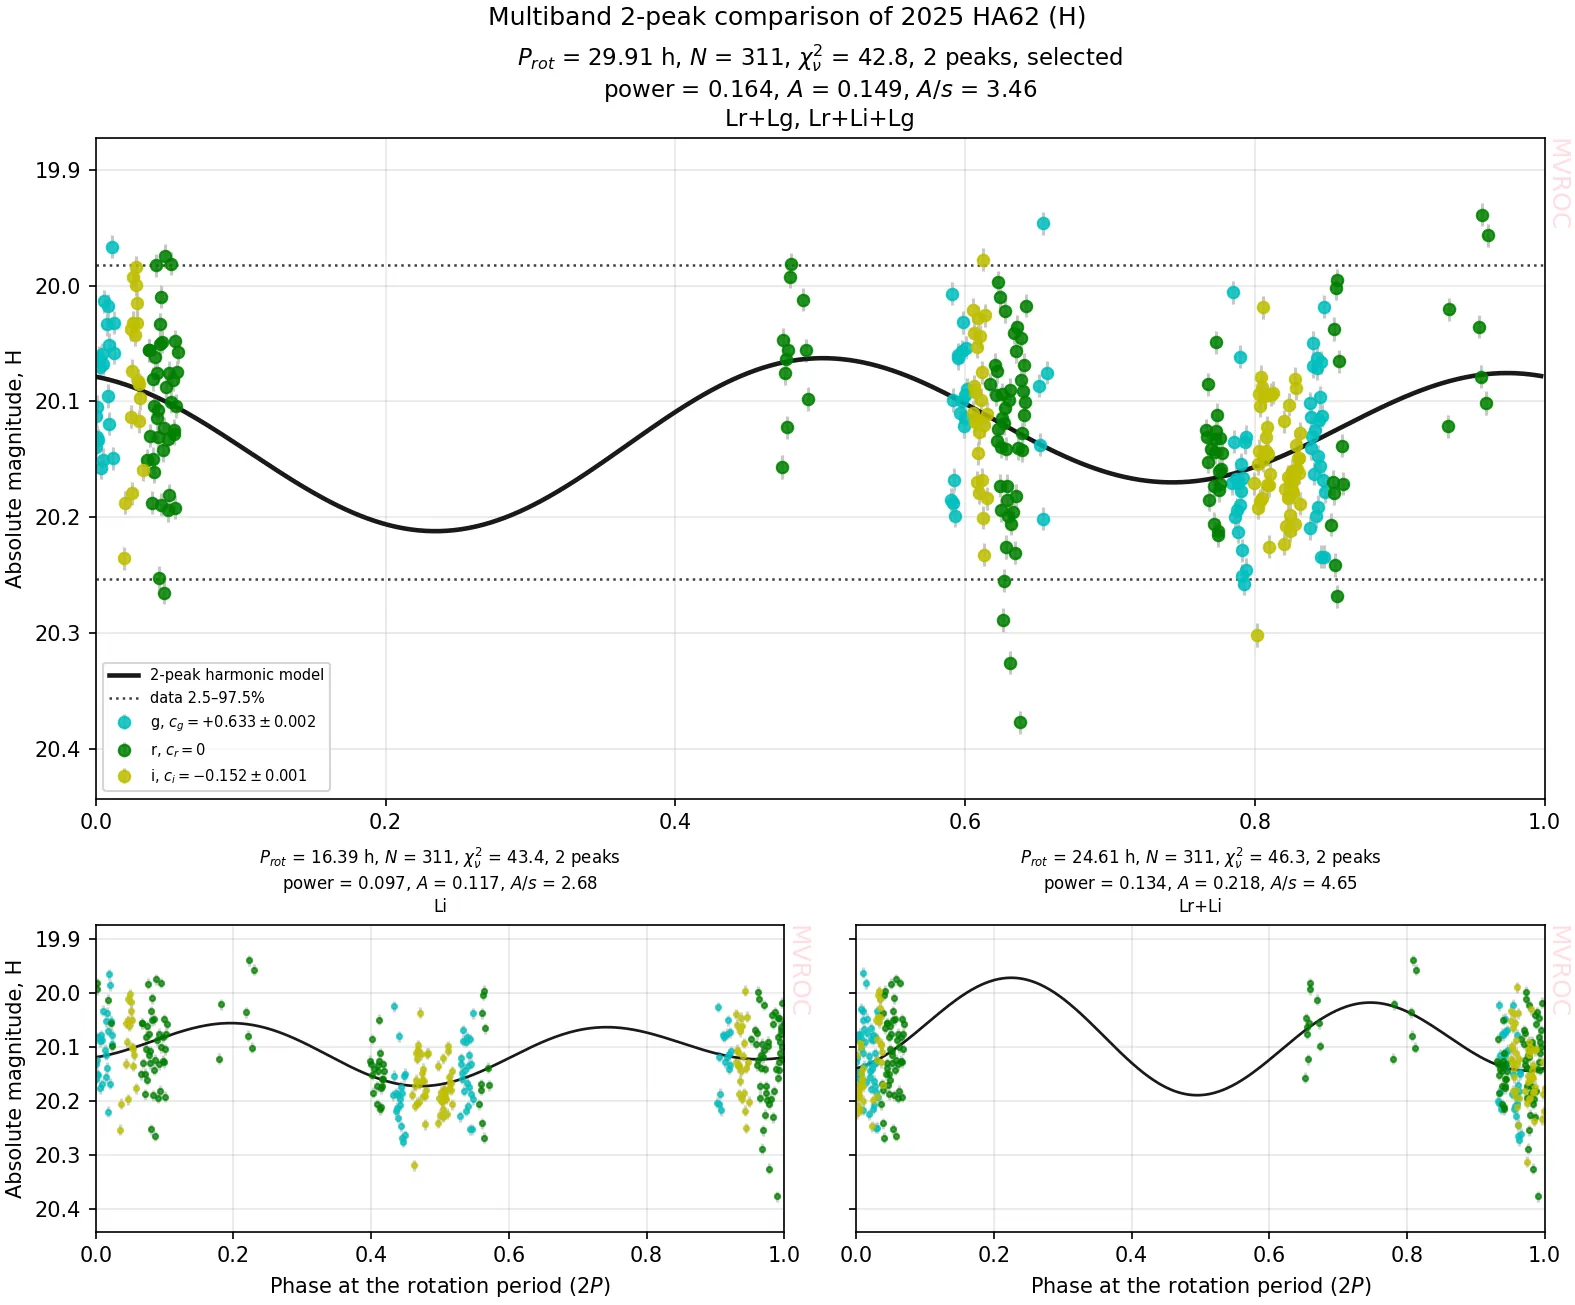 Multiband 2-peak comparison of 2025 HA62 (H)
P_rot = 29.91 h, N = 311, χ²_ν = 42.8, 2 peaks, selected
power = 0.164, A = 0.149, A/s = 3.46
Lr+Lg, Lr+Li+Lg
MVROC
Absolute magnitude, H
19.9
20.0
20.1
20.2
20.3
20.4
2-peak harmonic model
data 2.5–97.5%
g, c_g = +0.633 ± 0.002
r, c_r = 0
i, c_i = −0.152 ± 0.001
0.0 0.2 0.4 0.6 0.8 1.0
P_rot = 16.39 h, N = 311, χ²_ν = 43.4, 2 peaks
power = 0.097, A = 0.117, A/s = 2.68
Li
MVROC
Absolute magnitude, H
19.9
20.0
20.1
20.2
20.3
20.4
0.0 0.2 0.4 0.6 0.8 1.0
Phase at the rotation period (2P)
P_rot = 24.61 h, N = 311, χ²_ν = 46.3, 2 peaks
power = 0.134, A = 0.218, A/s = 4.65
Lr+Li
MVROC
0.0 0.2 0.4 0.6 0.8 1.0
Phase at the rotation period (2P)